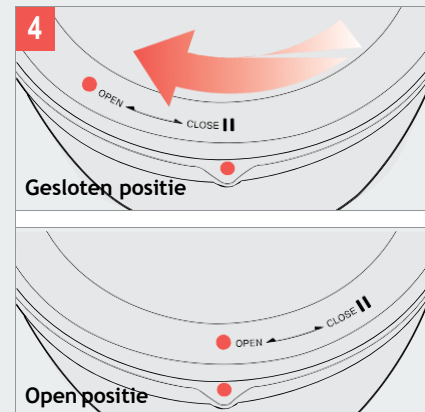 4
OPEN CLOSE
Gesloten positie
OPEN CLOSE
Open positie